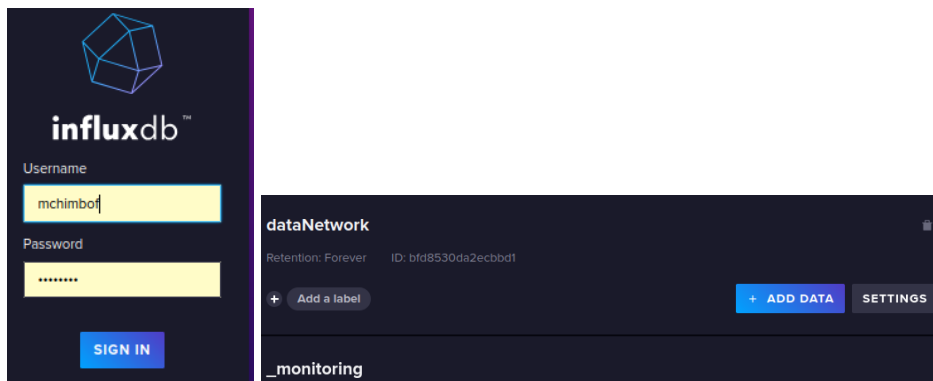 influxdb™
Username
mchimbof
Password
••••••••
SIGN IN
dataNetwork
Retention: Forever ID: bfd8530da2ecbbd1
+ Add a label
+ ADD DATA SETTINGS
_monitoring